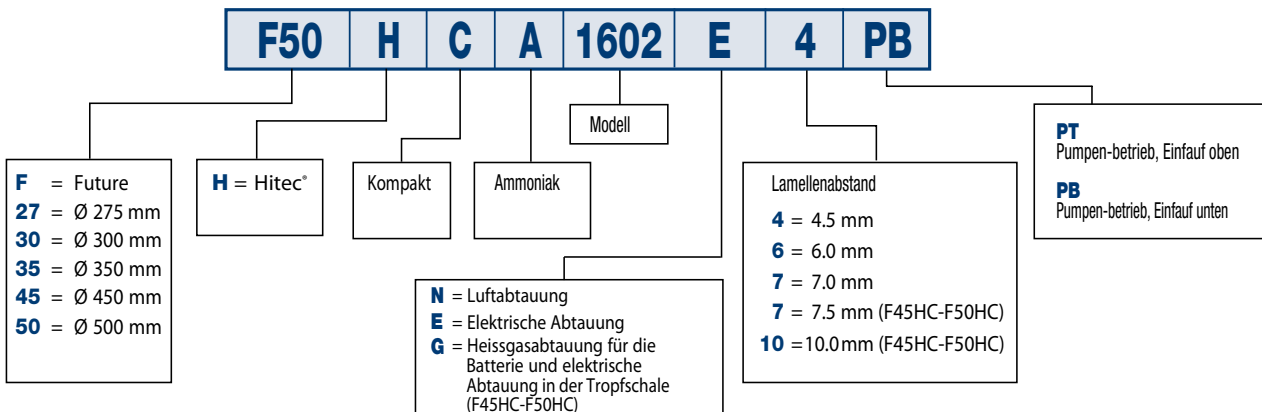 F50 H C A 1602 E 4 PB
F = Future
27 = Ø 275 mm
30 = Ø 300 mm
35 = Ø 350 mm
45 = Ø 450 mm
50 = Ø 500 mm
H = Hitec®
Kompakt
Ammoniak
Modell
N = Luftabtauung
E = Elektrische Abtauung
G = Heissgasabtauung für die
Batterie und elektrische
Abtauung in der Tropfschale
(F45HC-F50HC)
Lamellenabstand
4 = 4.5 mm
6 = 6.0 mm
7 = 7.0 mm
7 = 7.5 mm (F45HC-F50HC)
10 =10.0 mm (F45HC-F50HC)
PT
Pumpen-betrieb, Einfauf oben
PB
Pumpen-betrieb, Einfauf unten